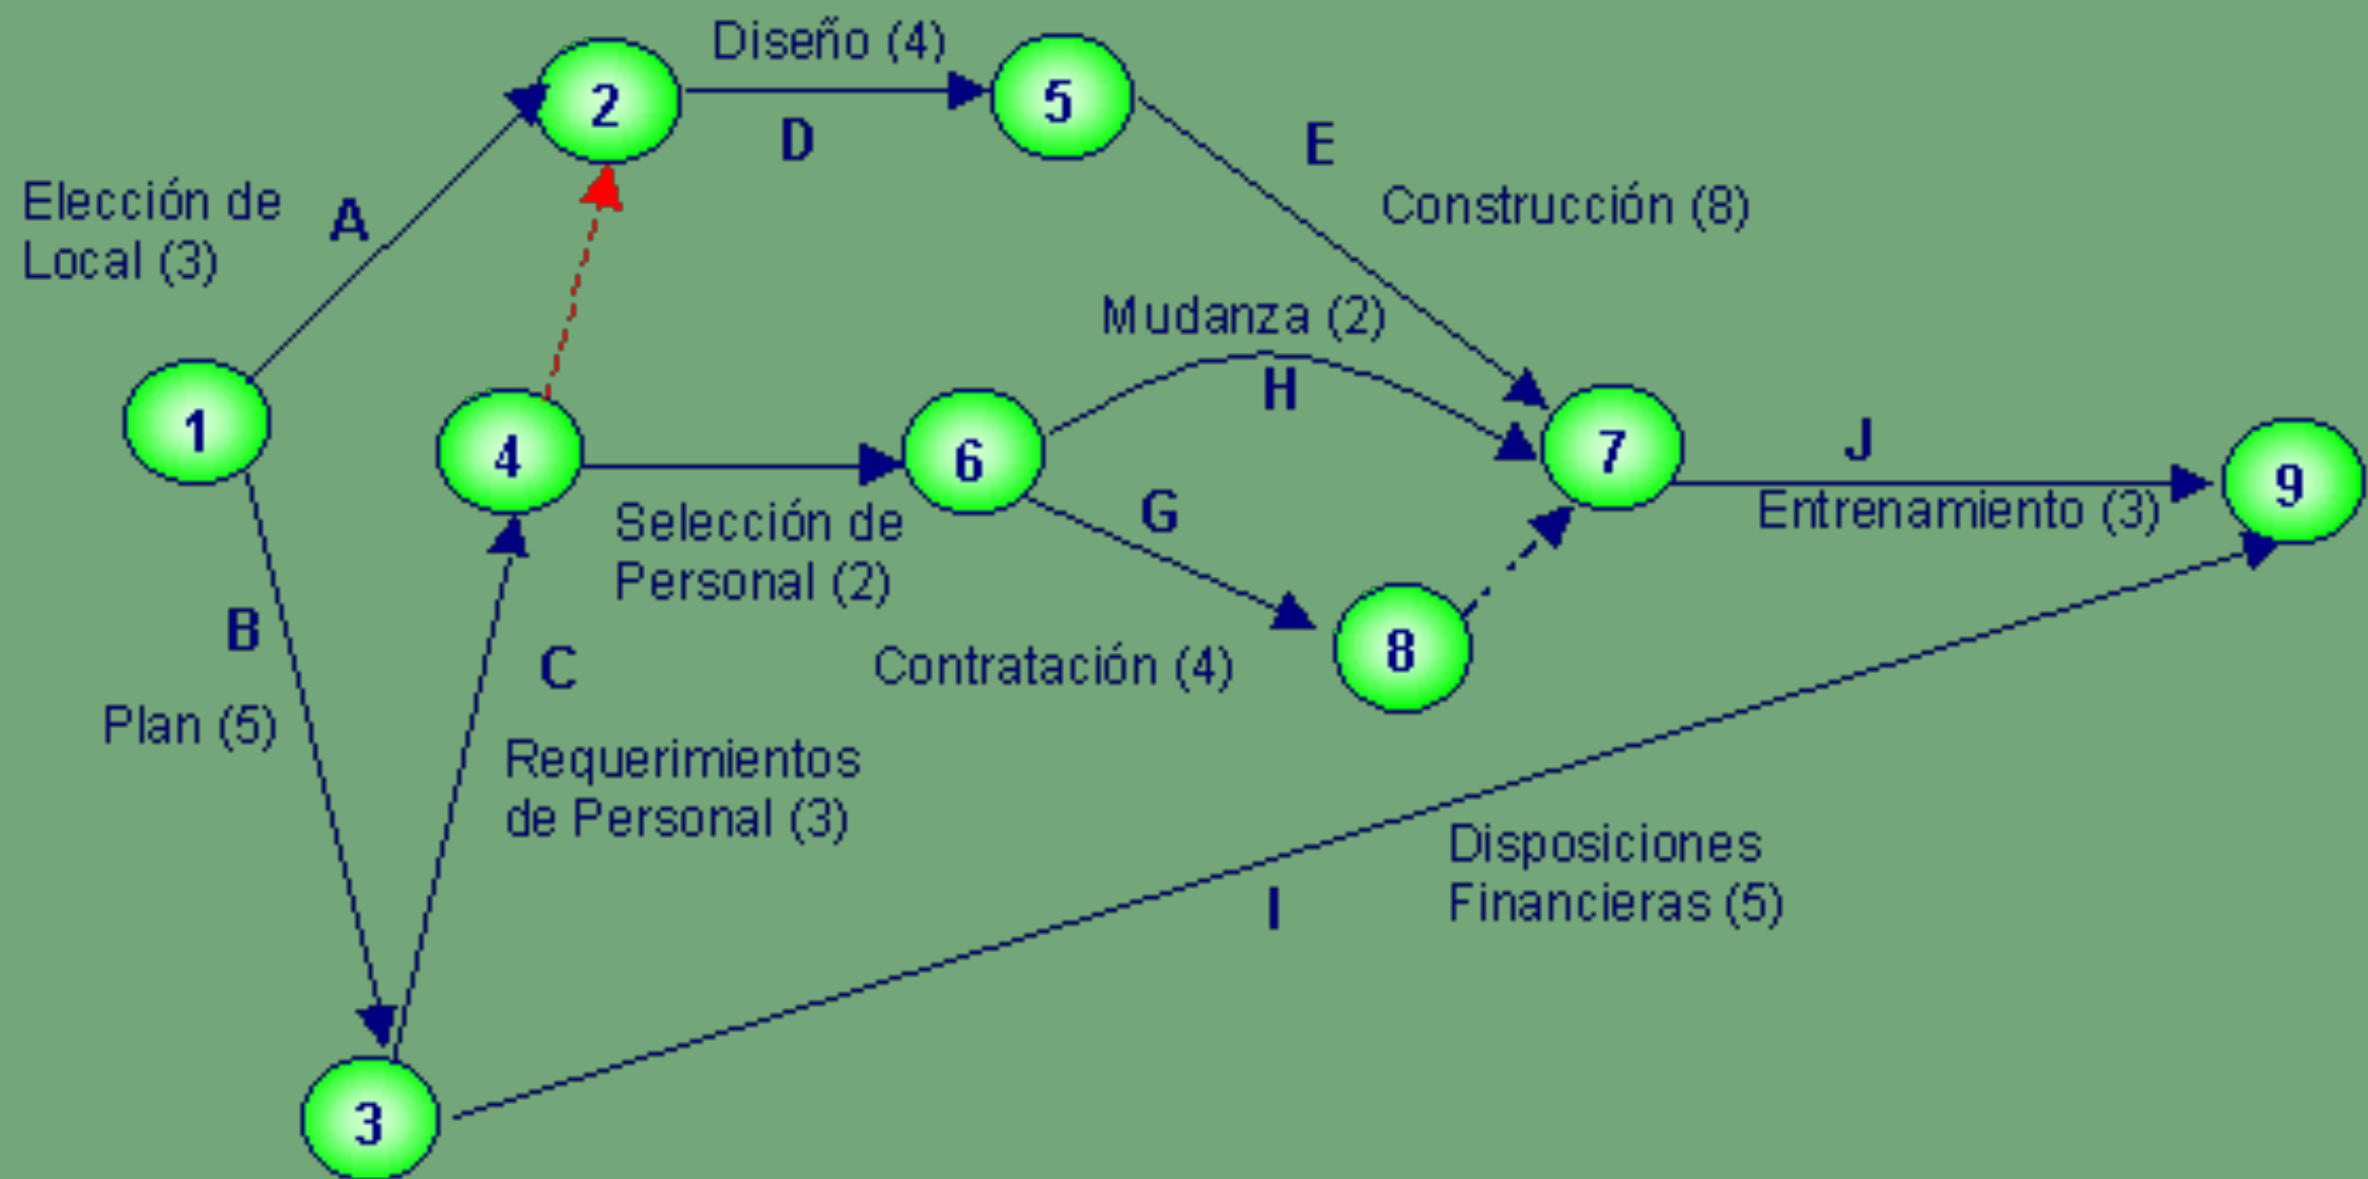 Diseño (4)
2
5
D
E
Elección de
Local (3)
A
Construcción (8)
Mudanza (2)
H
1
4
6
7
J
9
Selección de
Personal (2)
G
Entrenamiento (3)
B
C
Contratación (4)
8
Plan (5)
Requerimientos
de Personal (3)
Disposiciones
Financieras (5)
I
3